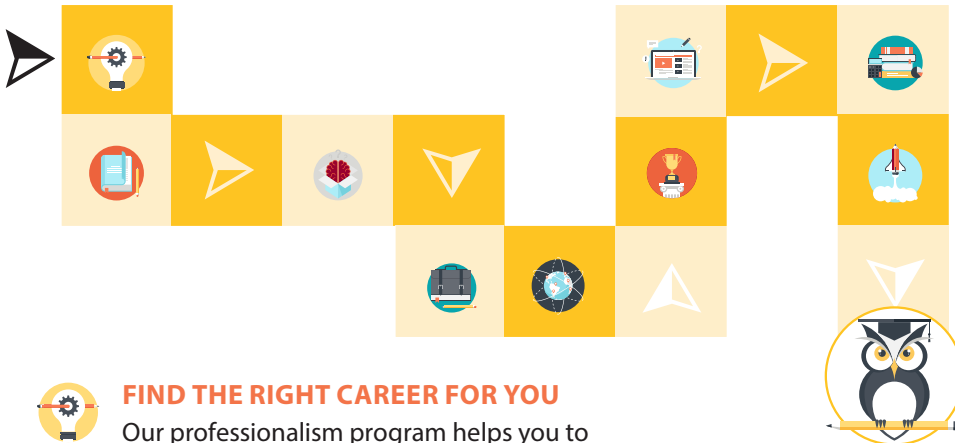 FIND THE RIGHT CAREER FOR YOU
Our professionalism program helps you to